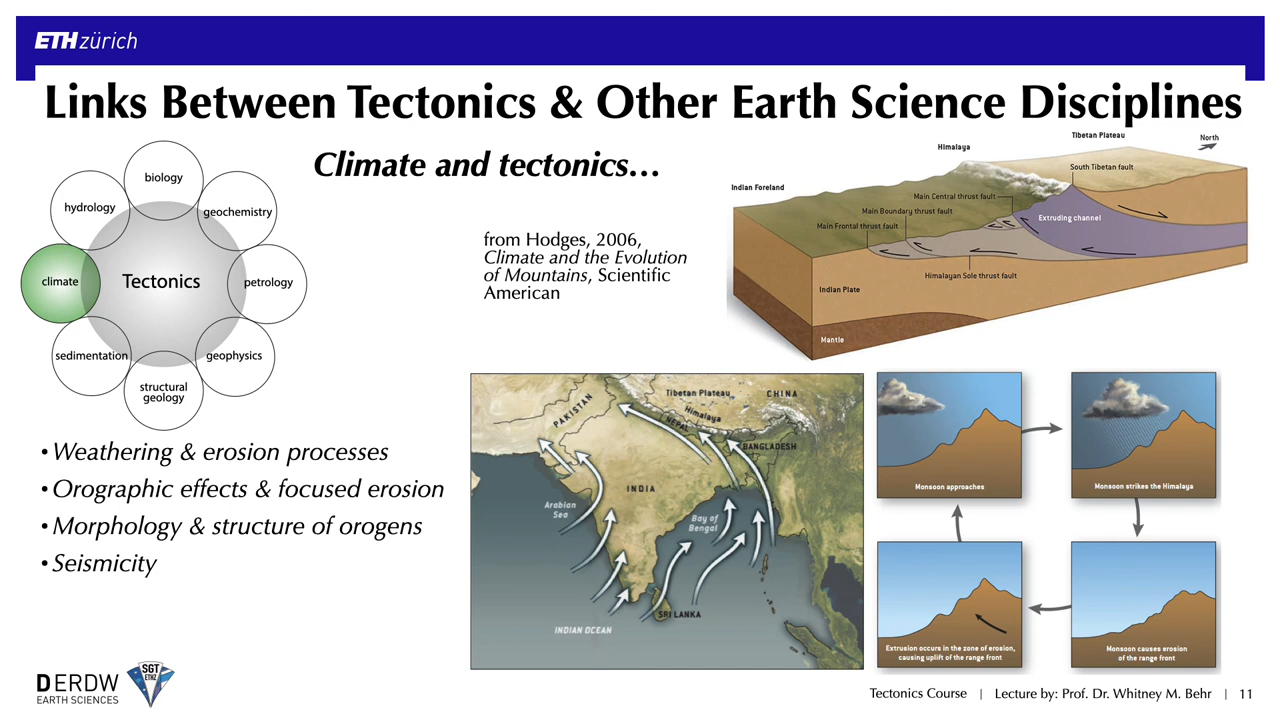 ETH zürich
Links Between Tectonics & Other Earth Science Disciplines
biology
hydrology
geochemistry
climate
Tectonics
petrology
sedimentation
geophysics
structural
geology
Climate and tectonics…
from Hodges, 2006,
Climate and the Evolution
of Mountains, Scientific
American
Tibetan Plateau
North
Himalaya
South Tibetan fault
Indian Foreland
Main Central thrust fault
Main Boundary thrust fault
Extruding channel
Main Frontal thrust fault
Himalayan Sole thrust fault
Indian Plate
Mantle
•Weathering & erosion processes
•Orographic effects & focused erosion
•Morphology & structure of orogens
•Seismicity
Tibetan Plateau
CHINA
PAKISTAN
Himalaya
NEPAL
BANGLADESH
INDIA
Arabian
Sea
Bay of
Bengal
SRI LANKA
INDIAN OCEAN
Monsoon approaches
Monsoon strikes the Himalaya
Extrusion occurs in the zone of erosion,
causing uplift of the range front
Monsoon causes erosion
of the range front
DERDW
EARTH SCIENCES
SGT
ETHZ
Tectonics Course | Lecture by: Prof. Dr. Whitney M. Behr | 11